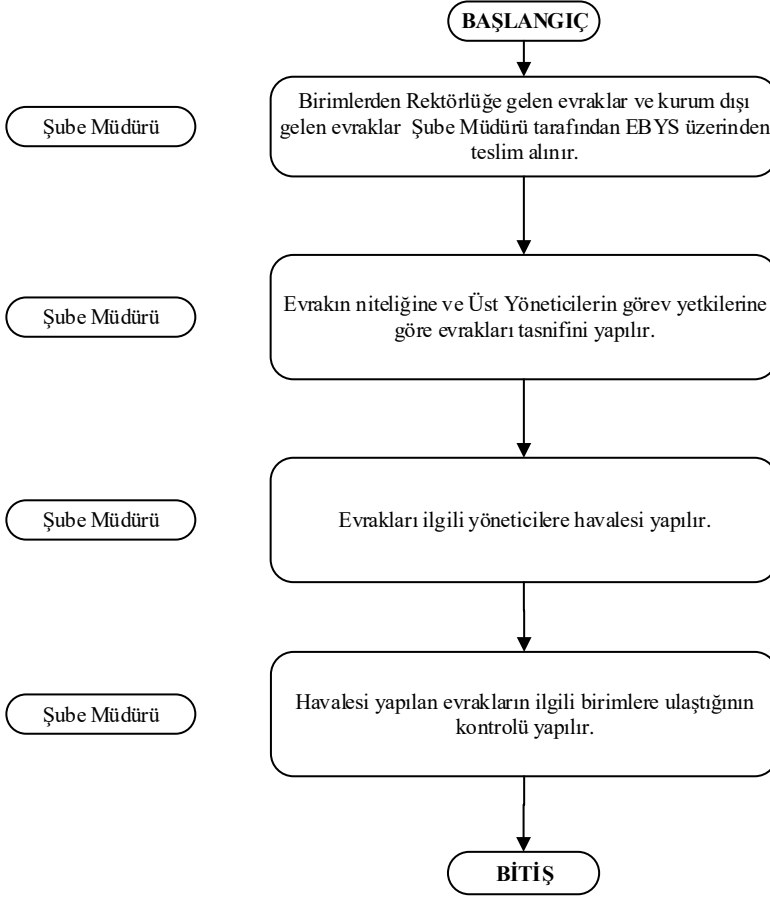 BAŞLANGIÇ
Şube Müdürü
Birimlerden Rektörlüğe gelen evraklar ve kurum dışı
gelen evraklar Şube Müdürü tarafından EBYS üzerinden
teslim alınır.
Şube Müdürü
Evrakın niteliğine ve Üst Yöneticilerin görev yetkilerine
göre evrakları tasnifini yapılır.
Şube Müdürü
Evrakları ilgili yöneticilere havalesi yapılır.
Şube Müdürü
Havalesi yapılan evrakların ilgili birimlere ulaştığının
kontrolü yapılır.
BİTİŞ